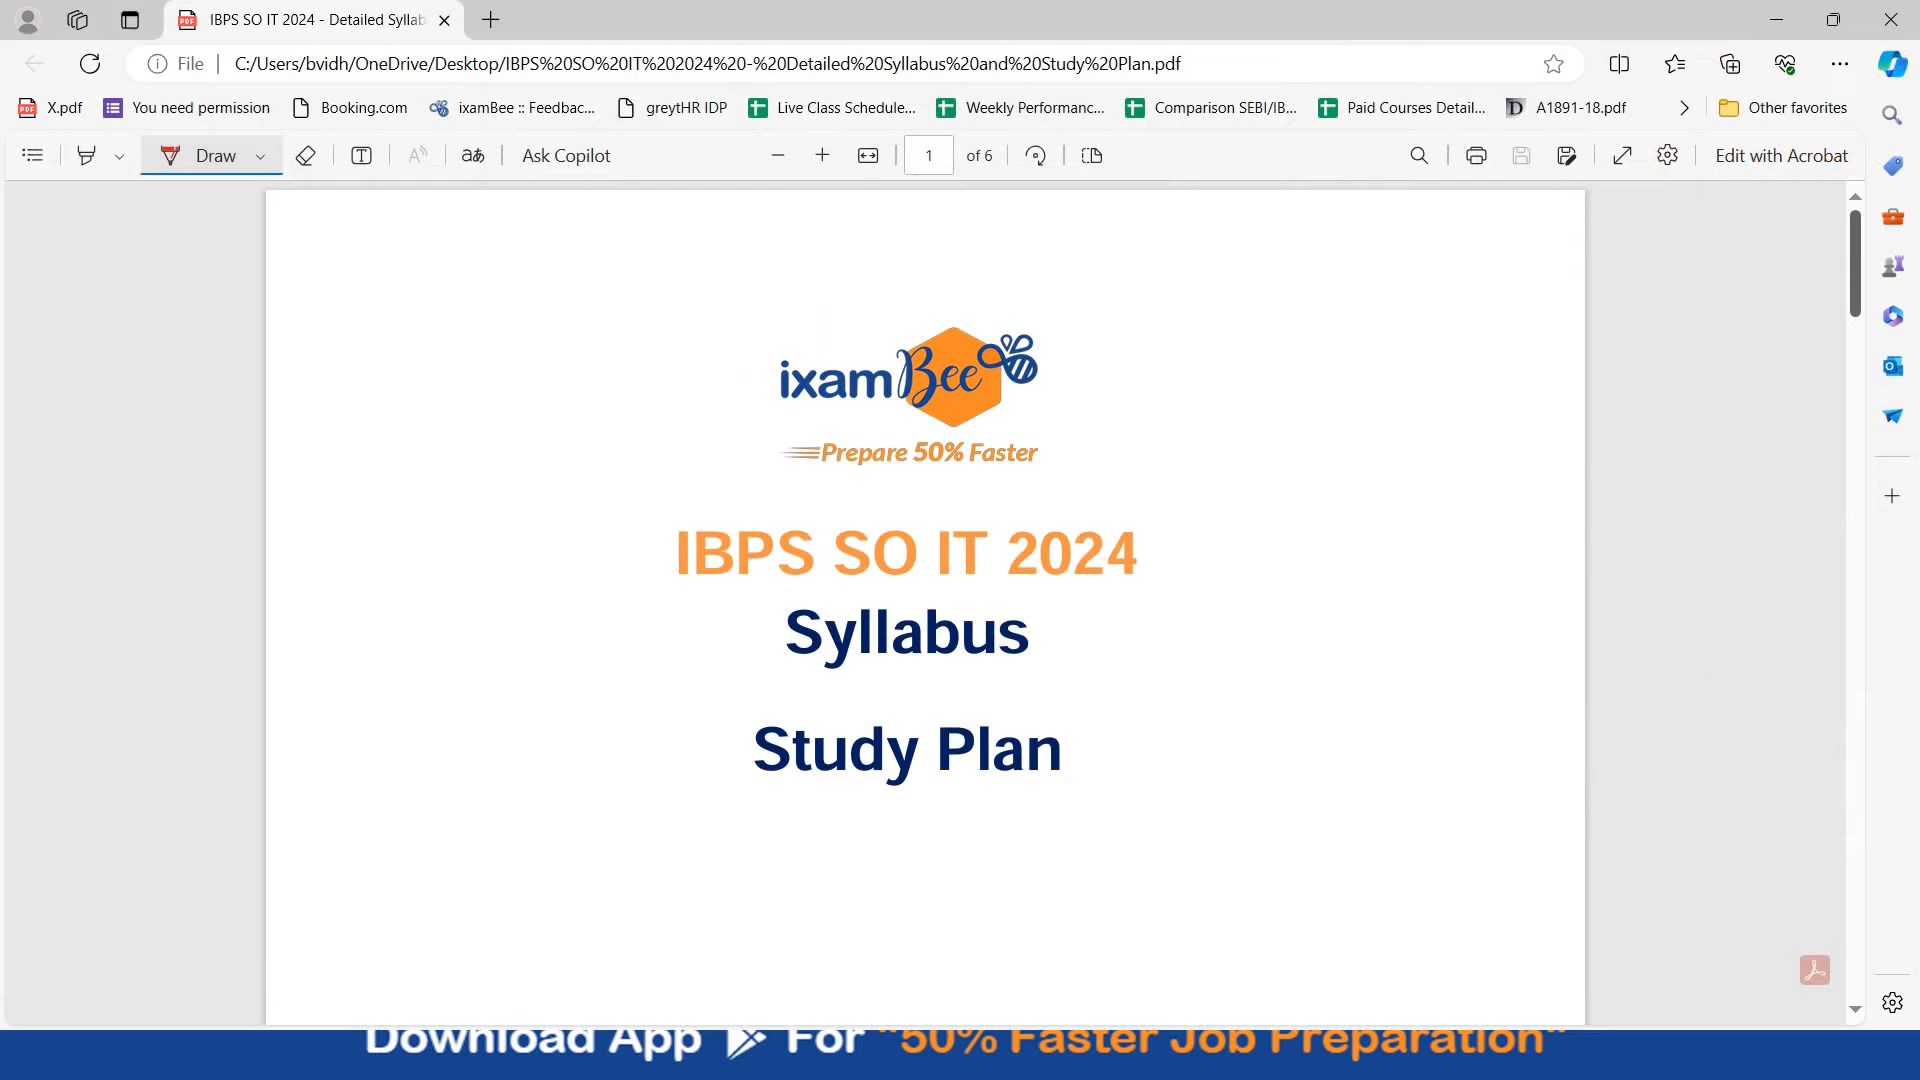 IBPS SO IT 2024 - Detailed Syllab
File
C:/Users/bvidh/OneDrive/Desktop/IBPS%20SO%20IT%202024%20-%20Detailed%20Syllabus%20and%20Study%20Plan.pdf
X.pdf
You need permission
Booking.com
ixamBee :: Feedbac...
greytHR IDP
Live Class Schedule...
Weekly Performanc...
Comparison SEBI/IB...
Paid Courses Detail...
A1891-18.pdf
Other favorites
Draw
aあ
Ask Copilot
1 of 6
Edit with Acrobat
ixamBee
Prepare 50% Faster
IBPS SO IT 2024
Syllabus
Study Plan
Download App For "50% Faster Job Preparation"